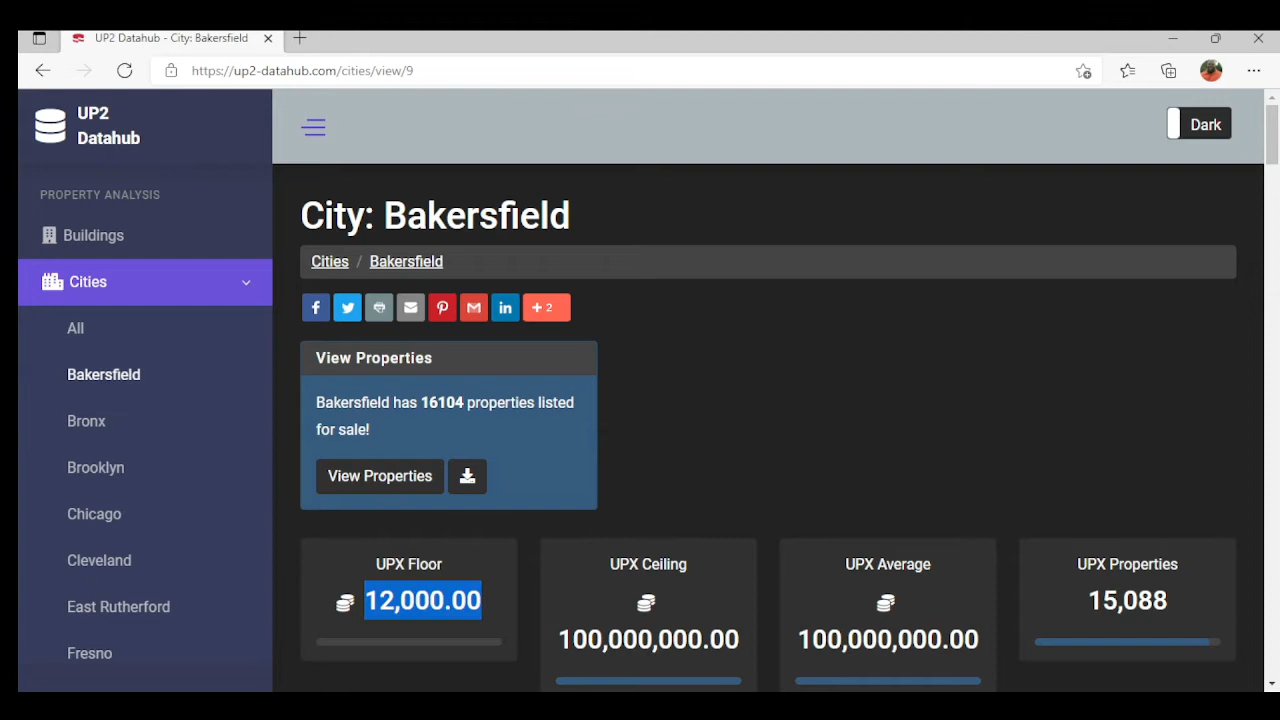 UP2 Datahub - City: Bakersfield
https://up2-datahub.com/cities/view/9
UP2
Datahub
Dark
PROPERTY ANALYSIS
Buildings
Cities
All
Bakersfield
Bronx
Brooklyn
Chicago
Cleveland
East Rutherford
Fresno
City: Bakersfield
Cities / Bakersfield
f
in
+ 2
View Properties
Bakersfield has 16104 properties listed
for sale!
View Properties
UPX Floor
12,000.00
UPX Ceiling
100,000,000.00
UPX Average
100,000,000.00
UPX Properties
15,088